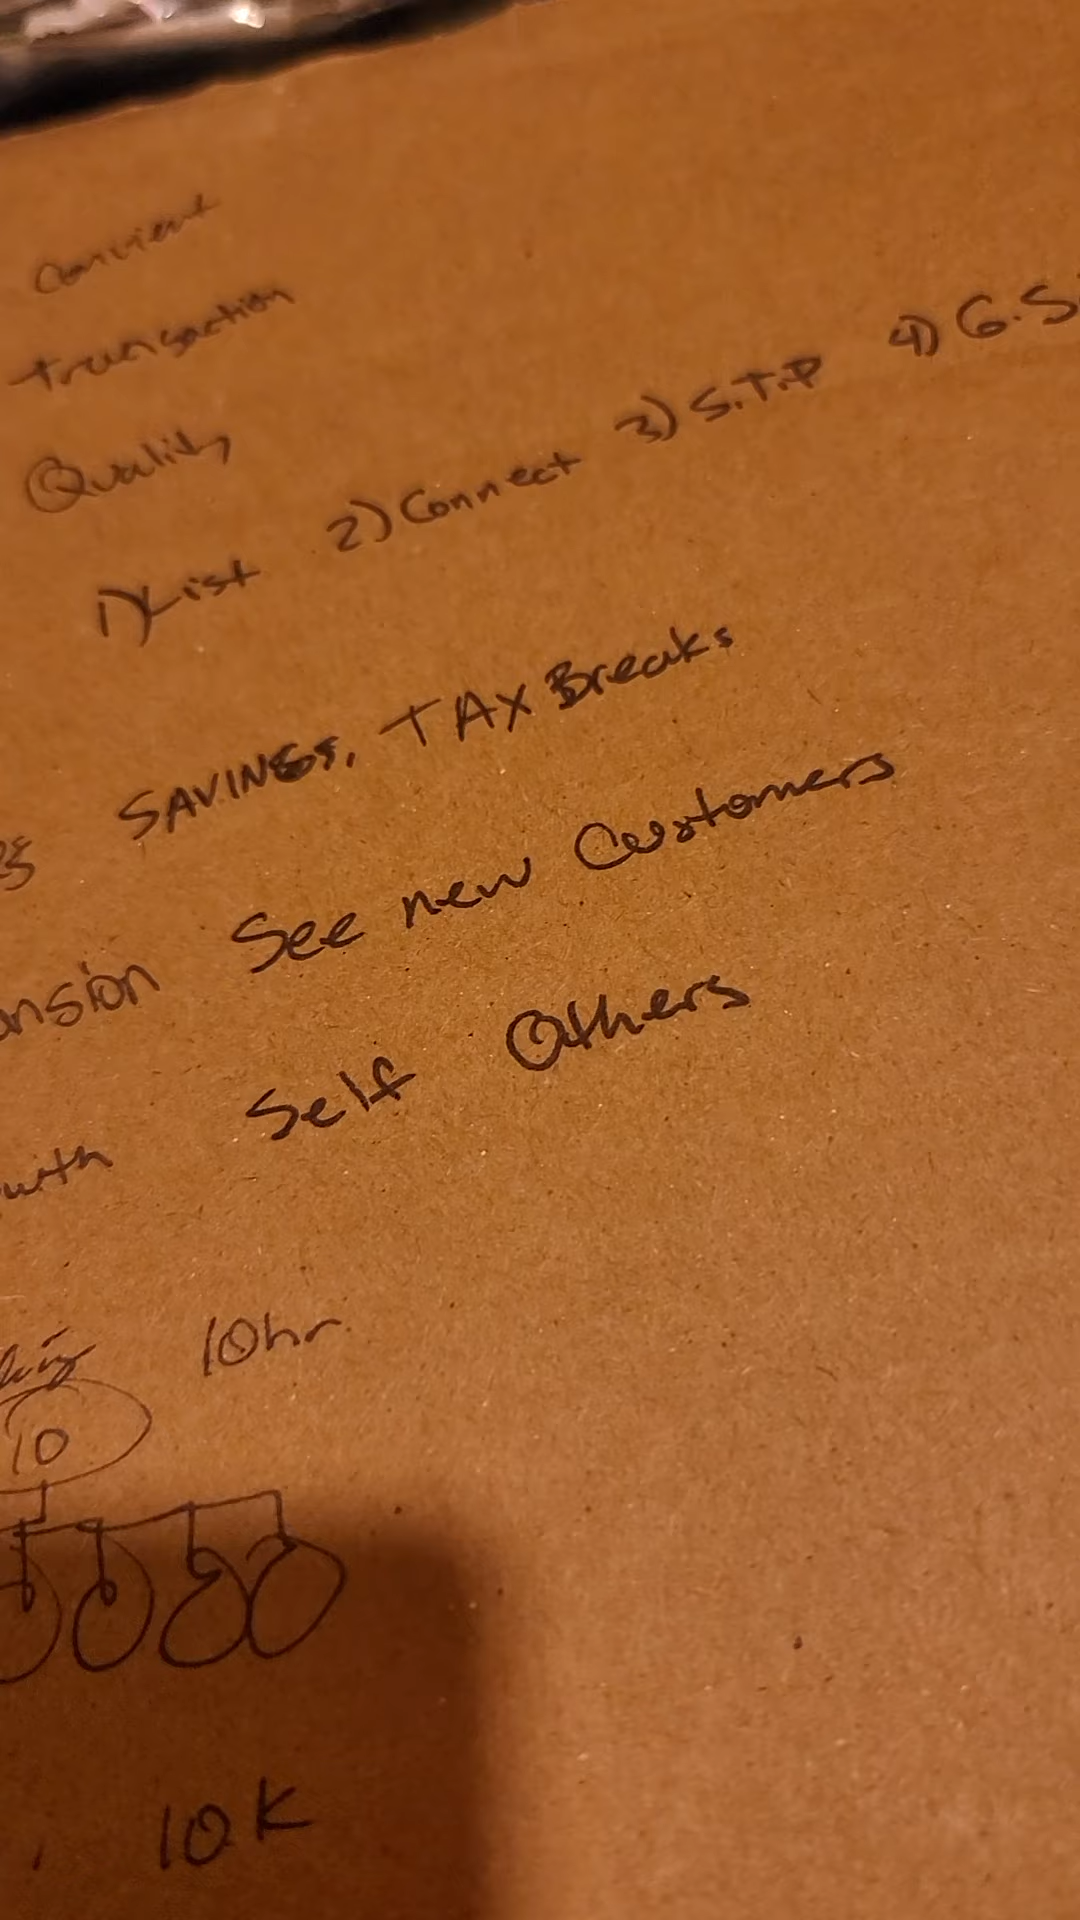 Convient
Transaction
Quality
1) List 2) Connect 3) S.T.P 4) G.S
SAVINGS, TAX Breaks
ansion See new Customers
wth Self Others
10hr
10
10K